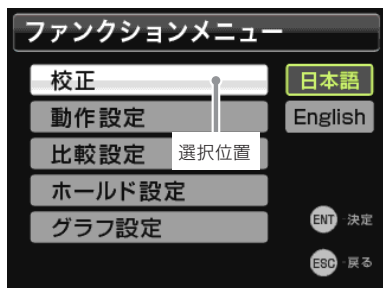 ファンクションメニュー
校正
日本語
動作設定
English
比較設定
選択位置
ホールド設定
グラフ設定
ENT ･決定
ESC ･戻る